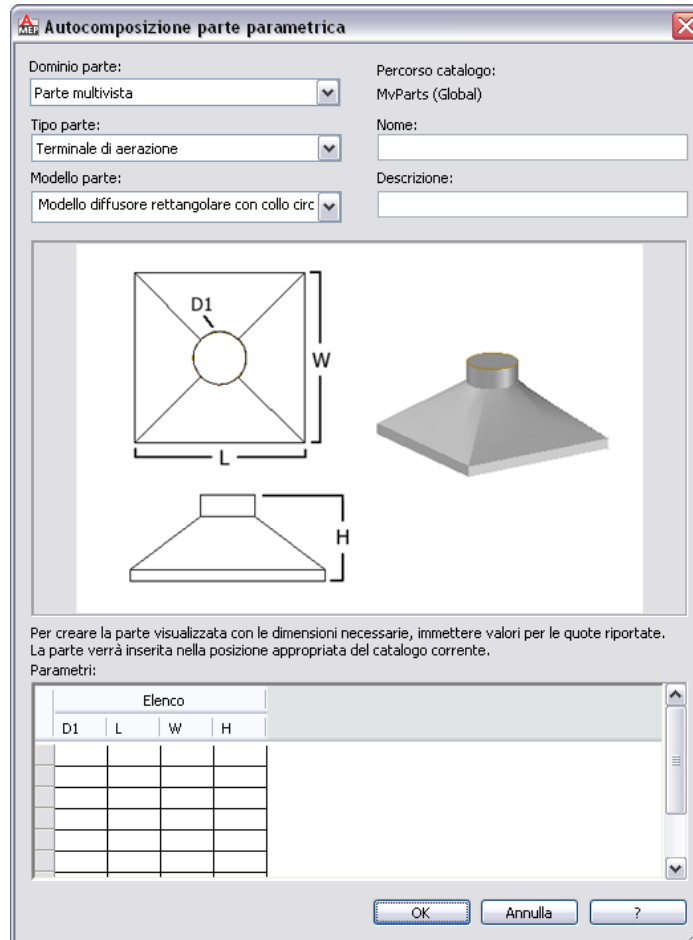 A
MEP
Autocomposizione parte parametrica
Dominio parte:
Parte multivista
Percorso catalogo:
MvParts (Global)
Tipo parte:
Terminale di aerazione
Nome:
Modello parte:
Modello diffusore rettangolare con collo circ
Descrizione:
D1
W
L
H
Per creare la parte visualizzata con le dimensioni necessarie, immettere valori per le quote riportate.
La parte verrà inserita nella posizione appropriata del catalogo corrente.
Parametri:
Elenco
D1 L W H
OK Annulla ?